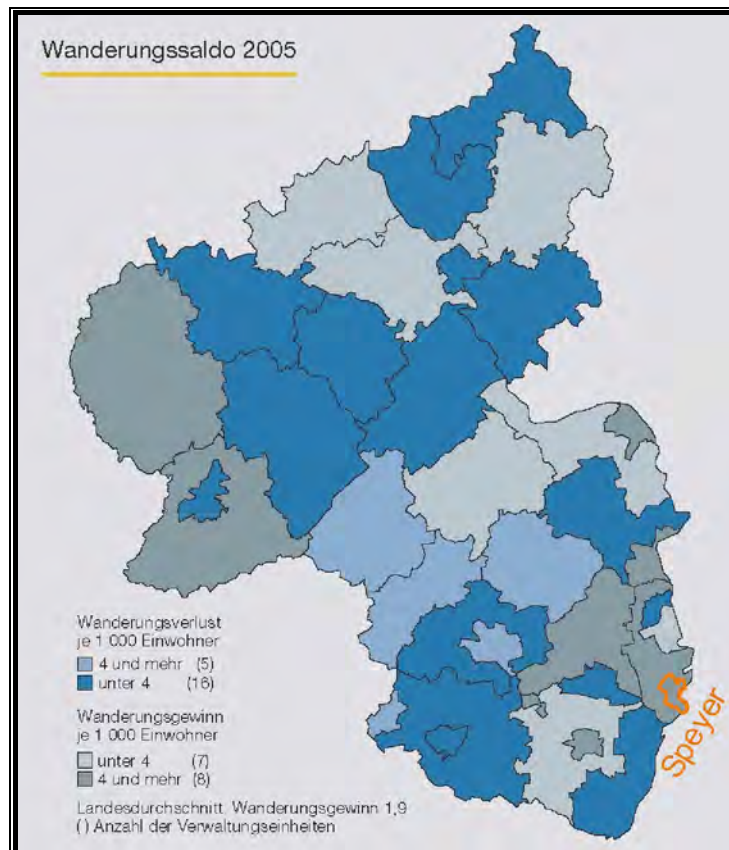 Wanderungssaldo 2005
Wanderungsverlust
je 1 000 Einwohner
4 und mehr (5)
unter 4 (16)
Wanderungsgewinn
je 1 000 Einwohner
unter 4 (7)
4 und mehr (8)
Landesdurchschnitt: Wanderungsgewinn 1,9
( ) Anzahl der Verwaltungseinheiten
Speyer